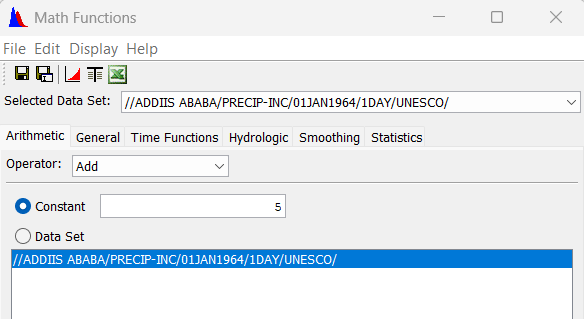 Math Functions
File Edit Display Help
Selected Data Set: //ADDIIS ABABA/PRECIP-INC/01JAN1964/1DAY/UNESCO/
Arithmetic General Time Functions Hydrologic Smoothing Statistics
Operator: Add
Constant 5
Data Set
//ADDIIS ABABA/PRECIP-INC/01JAN1964/1DAY/UNESCO/